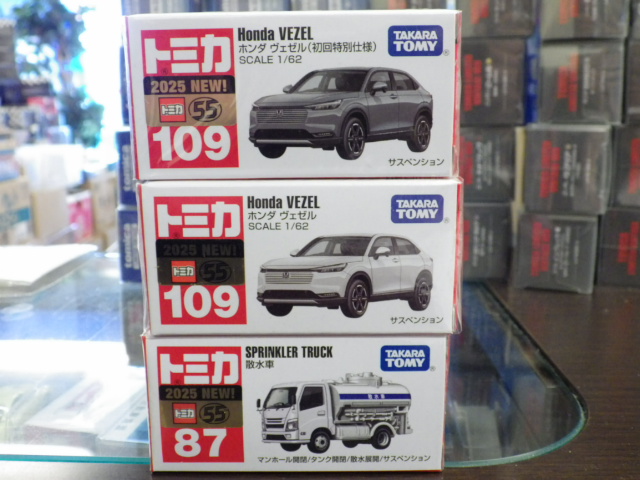 トミカ
2025 NEW!
トミカ 55
109
Honda VEZEL
ホンダ ヴェゼル(初回特別仕様)
SCALE 1/62
TAKARA
TOMY
サスペンション
トミカ
2025 NEW!
トミカ 55
109
Honda VEZEL
ホンダ ヴェゼル
SCALE 1/62
TAKARA
TOMY
サスペンション
トミカ
2025 NEW!
トミカ 55
87
SPRINKLER TRUCK
散水車
TAKARA
TOMY
散水車
マンホール開閉/タンク開閉/散水展開/サスペンション